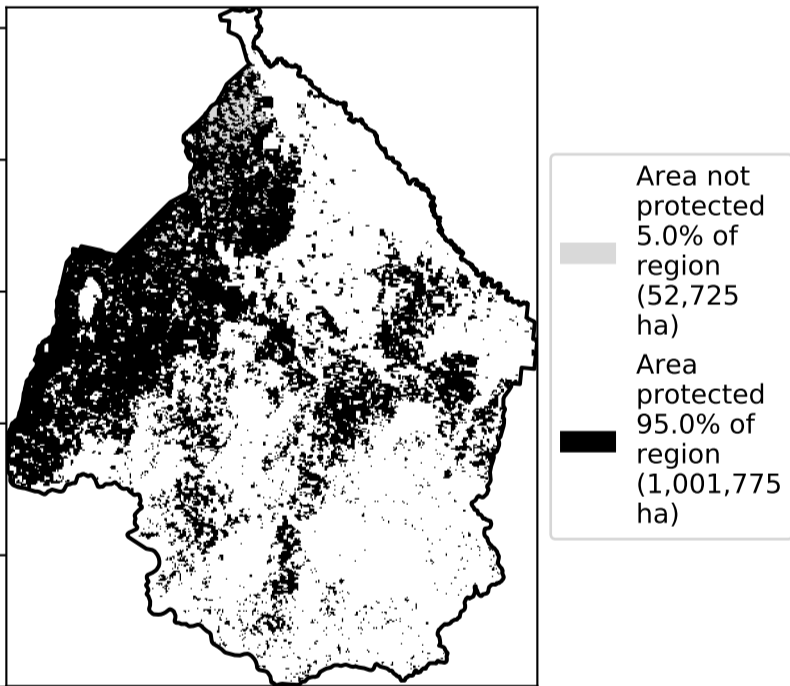 Area not
protected
5.0% of
region
(52,725
ha)
Area
protected
95.0% of
region
(1,001,775
ha)